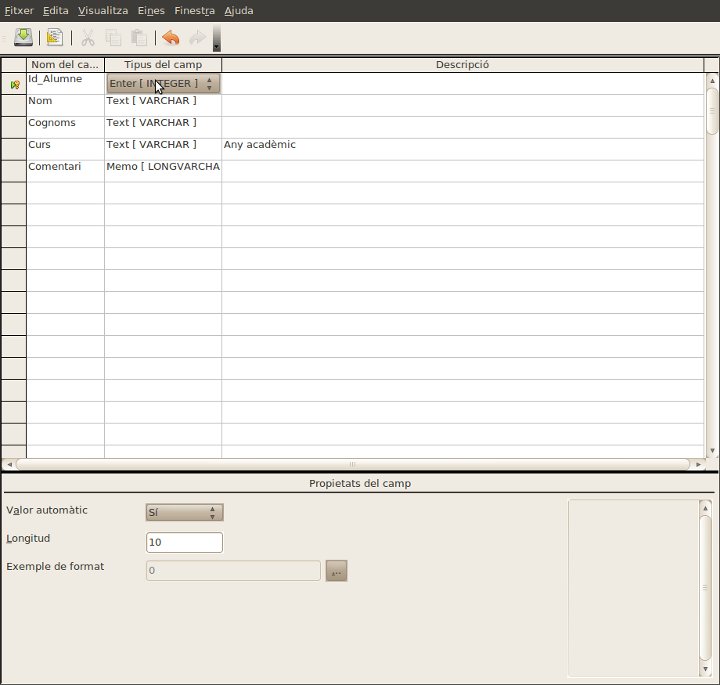 Fitxer Edita Visualitza Eines Finestra Ajuda
Nom del ca... Tipus del camp Descripció
Id_Alumne Enter [ INTEGER ]
Nom Text [ VARCHAR ]
Cognoms Text [ VARCHAR ]
Curs Text [ VARCHAR ] Any acadèmic
Comentari Memo [ LONGVARCHA
Propietats del camp
Valor automàtic Sí
Longitud 10
Exemple de format 0 ...